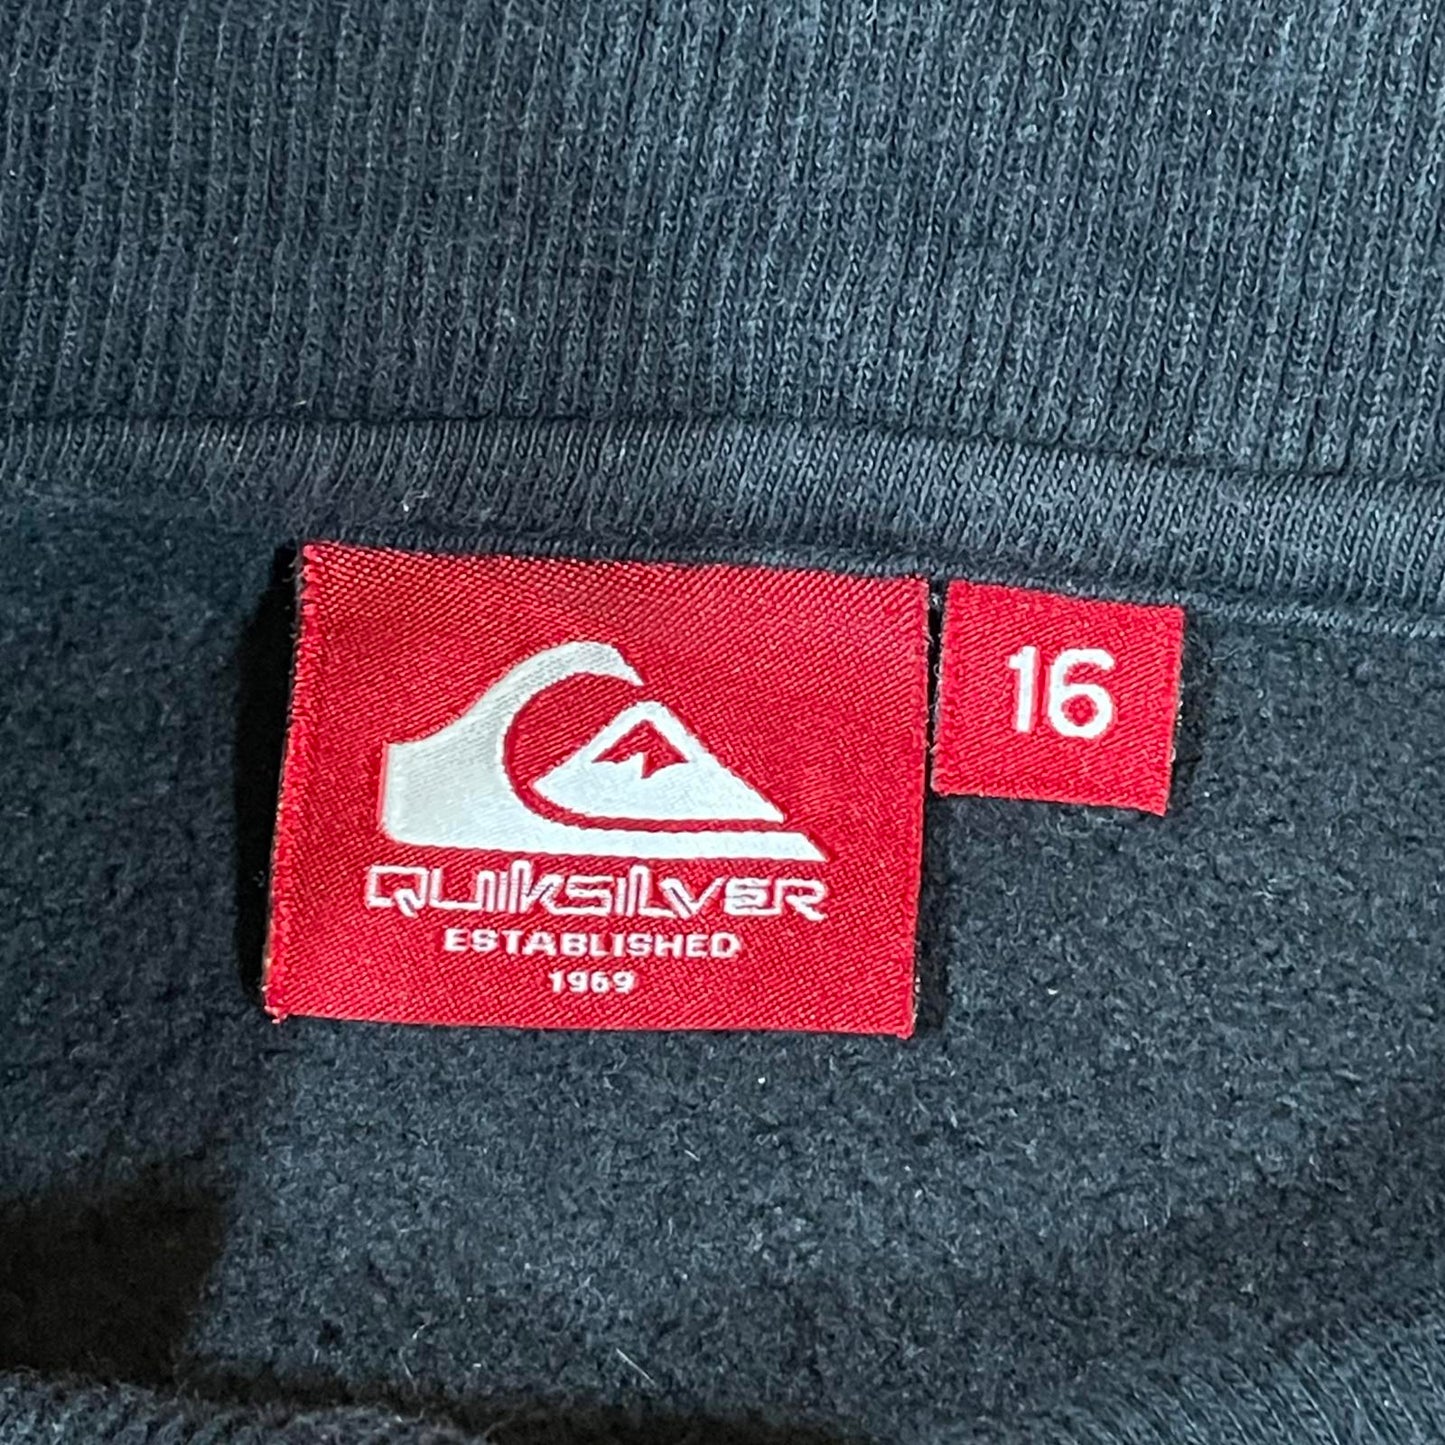 16
QUIKSILVER
ESTABLISHED
1969